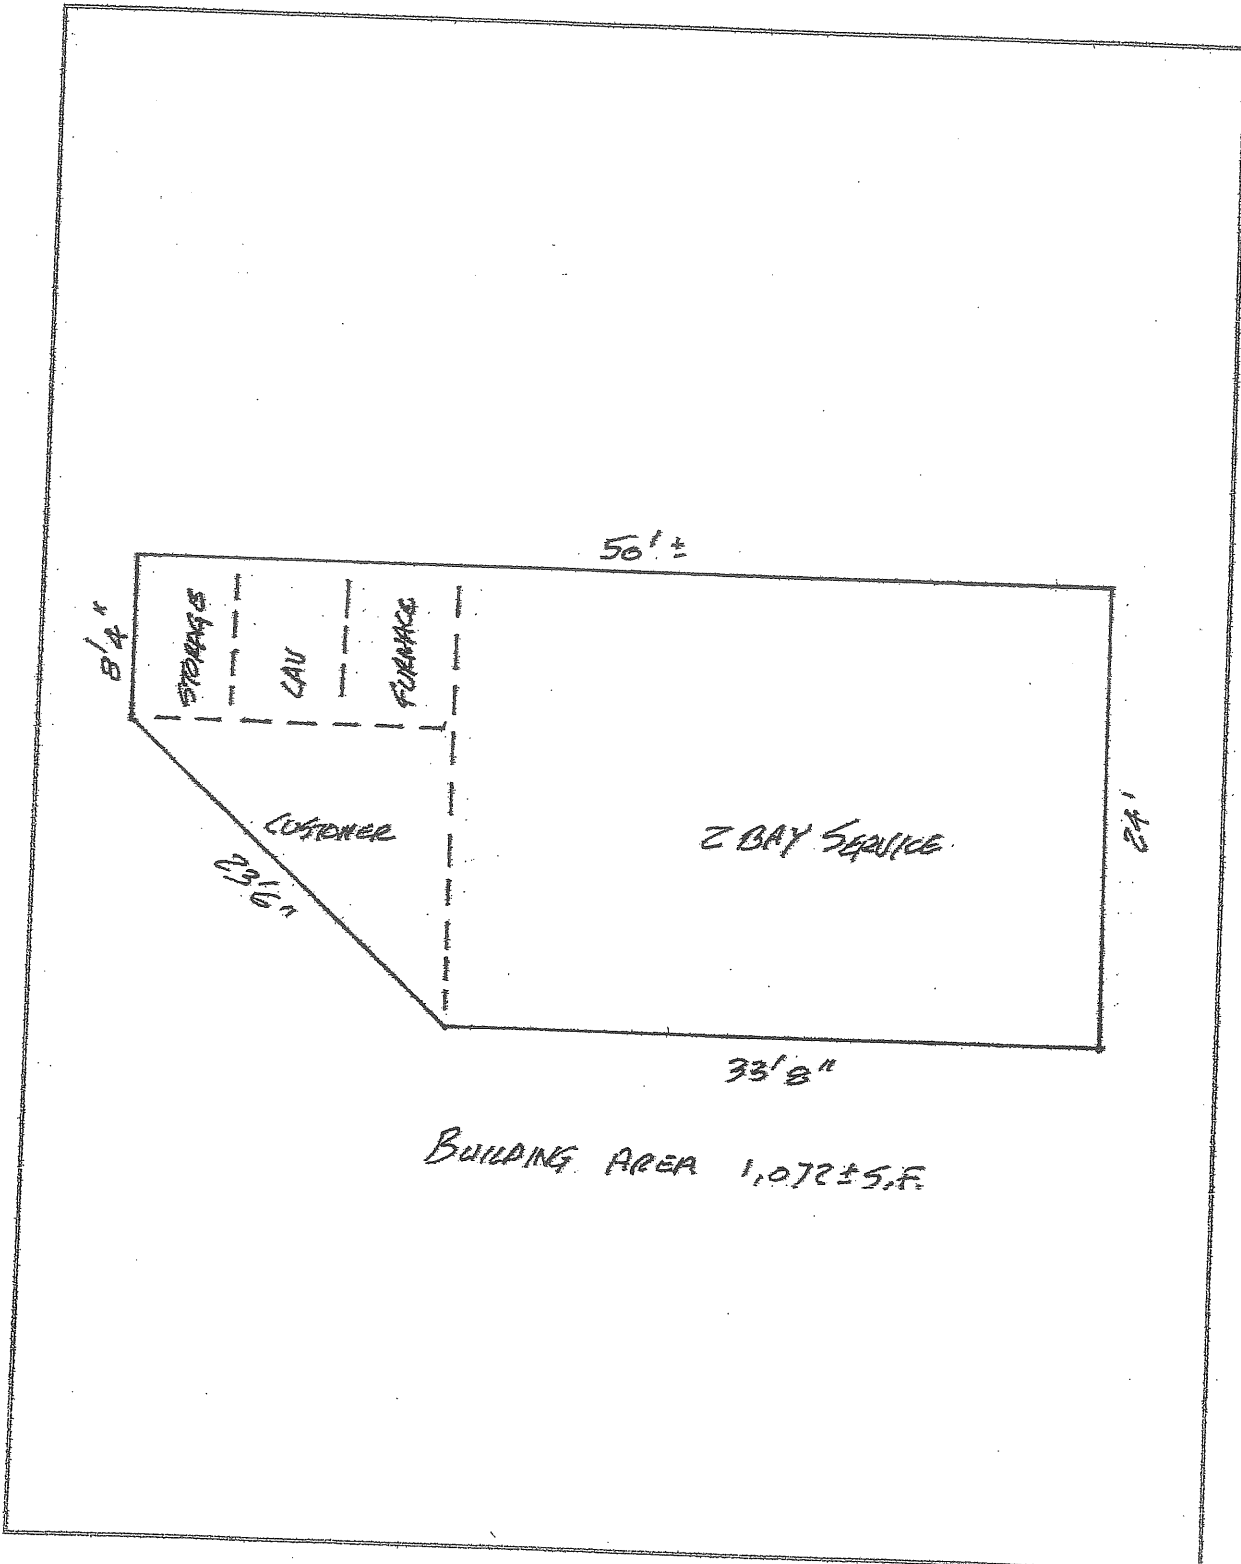 50'±
8'4"
STORAGE
LAV
FURNACE
CUSTOMER
23'6"
2 BAY SERVICE
24'
33'8"
BUILDING AREA 1,072±S.F.